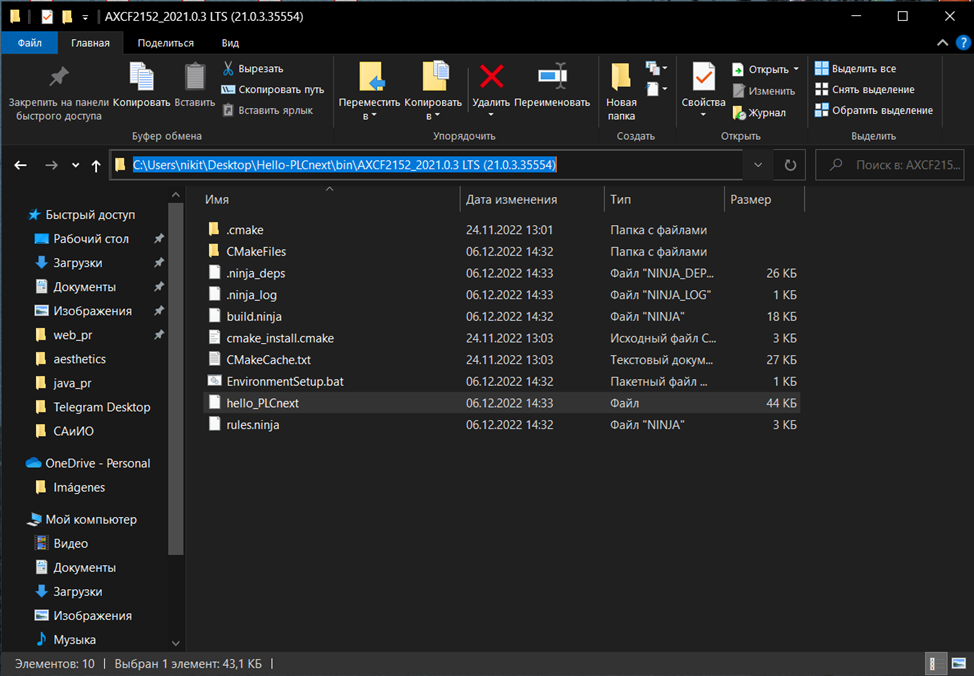 AXCF2152_2021.0.3 LTS (21.0.3.35554)
Файл Главная Поделиться Вид
Закрепить на панели быстрого доступа
Копировать
Вставить
Вырезать
Скопировать путь
Вставить ярлык
Буфер обмена
Переместить в
Копировать в
Удалить
Переименовать
Упорядочить
Новая папка
Создать
Свойства
Открыть
Изменить
Журнал
Открыть
Выделить все
Снять выделение
Обратить выделение
Выделить
C:\Users\nikit\Desktop\Hello-PLCnext\bin\AXCF2152_2021.0.3 LTS (21.0.3.35554)
Поиск в: AXCF215...
Быстрый доступ
Рабочий стол
Загрузки
Документы
Изображения
web_pr
aesthetics
java_pr
Telegram Desktop
САиИО
OneDrive - Personal
Imágenes
Мой компьютер
Видео
Документы
Загрузки
Изображения
Музыка
Имя Дата изменения Тип Размер
.cmake 24.11.2022 13:01 Папка с файлами
CMakeFiles 06.12.2022 14:32 Папка с файлами
.ninja_deps 06.12.2022 14:33 Файл "NINJA_DEP... 26 КБ
.ninja_log 06.12.2022 14:33 Файл "NINJA_LOG" 1 КБ
build.ninja 06.12.2022 14:32 Файл "NINJA" 18 КБ
cmake_install.cmake 24.11.2022 13:03 Исходный файл C... 3 КБ
CMakeCache.txt 24.11.2022 13:03 Текстовый докум... 27 КБ
EnvironmentSetup.bat 06.12.2022 14:32 Пакетный файл ... 1 КБ
hello_PLCnext 06.12.2022 14:33 Файл 44 КБ
rules.ninja 06.12.2022 14:32 Файл "NINJA" 3 КБ
Элементов: 10 | Выбран 1 элемент: 43,1 КБ |